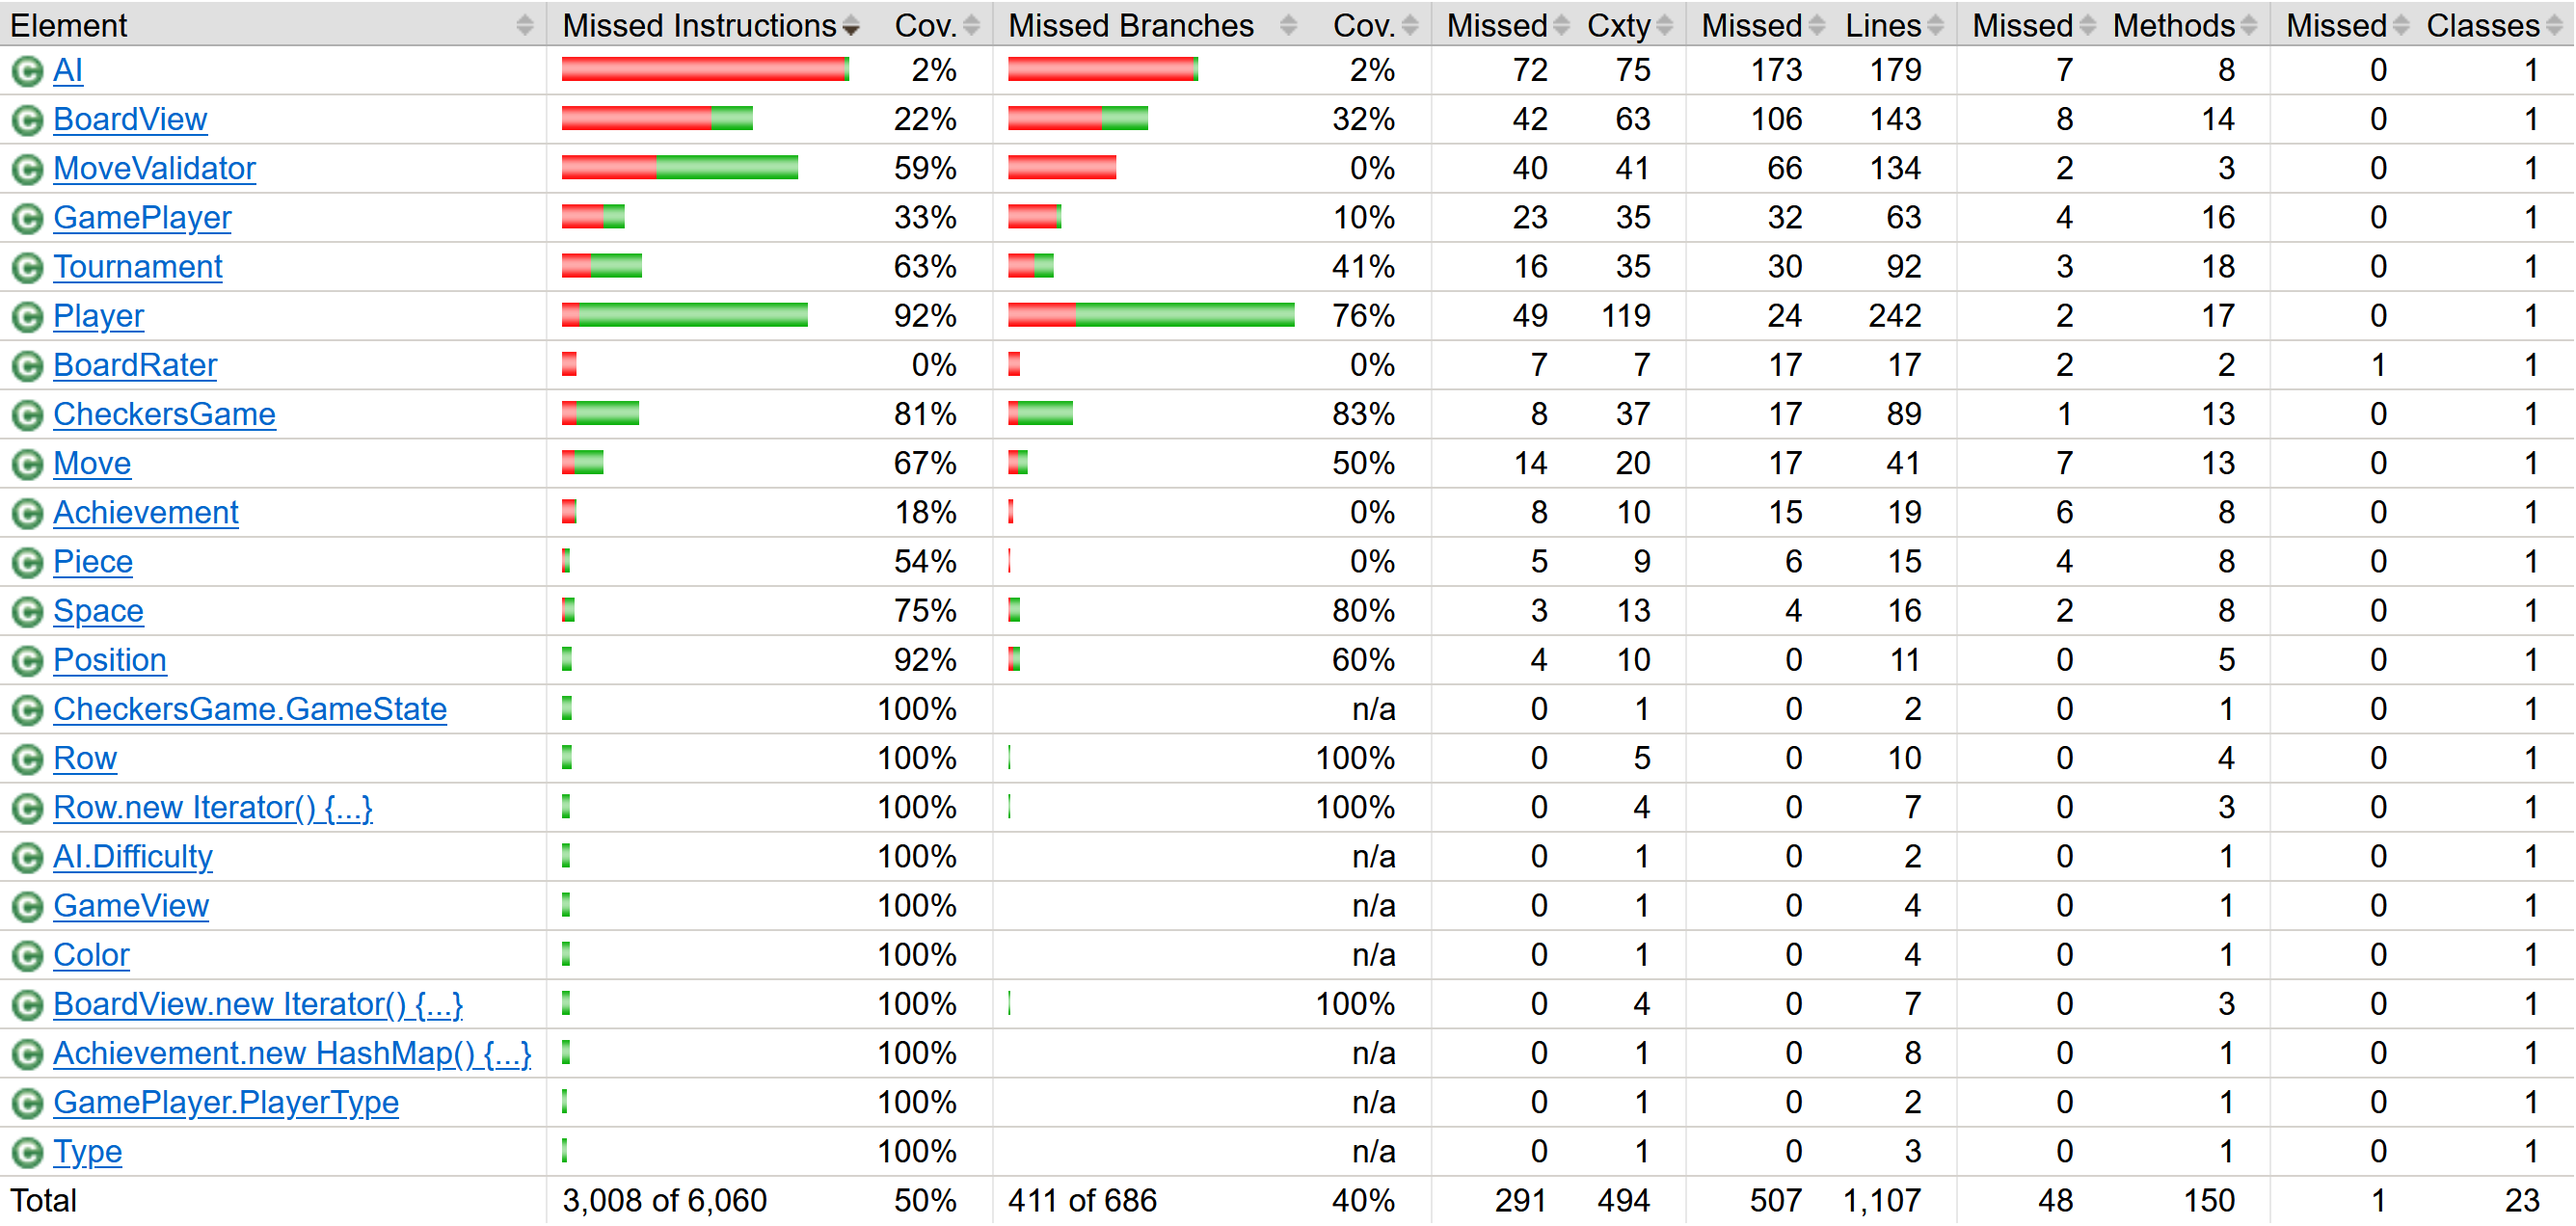 Element Missed Instructions Cov. Missed Branches Cov. Missed Cxty Missed Lines Missed Methods Missed Classes
AI 2% 2% 72 75 173 179 7 8 0 1
BoardView 22% 32% 42 63 106 143 8 14 0 1
MoveValidator 59% 0% 40 41 66 134 2 3 0 1
GamePlayer 33% 10% 23 35 32 63 4 16 0 1
Tournament 63% 41% 16 35 30 92 3 18 0 1
Player 92% 76% 49 119 24 242 2 17 0 1
BoardRater 0% 0% 7 7 17 17 2 2 1 1
CheckersGame 81% 83% 8 37 17 89 1 13 0 1
Move 67% 50% 14 20 17 41 7 13 0 1
Achievement 18% 0% 8 10 15 19 6 8 0 1
Piece 54% 0% 5 9 6 15 4 8 0 1
Space 75% 80% 3 13 4 16 2 8 0 1
Position 92% 60% 4 10 0 11 0 5 0 1
CheckersGame.GameState 100% n/a 0 1 0 2 0 1 0 1
Row 100% 100% 0 5 0 10 0 4 0 1
Row.new Iterator() {...} 100% 100% 0 4 0 7 0 3 0 1
AI.Difficulty 100% n/a 0 1 0 2 0 1 0 1
GameView 100% n/a 0 1 0 4 0 1 0 1
Color 100% n/a 0 1 0 4 0 1 0 1
BoardView.new Iterator() {...} 100% 100% 0 4 0 7 0 3 0 1
Achievement.new HashMap() {...} 100% n/a 0 1 0 8 0 1 0 1
GamePlayer.PlayerType 100% n/a 0 1 0 2 0 1 0 1
Type 100% n/a 0 1 0 3 0 1 0 1
Total 3,008 of 6,060 50% 411 of 686 40% 291 494 507 1,107 48 150 1 23